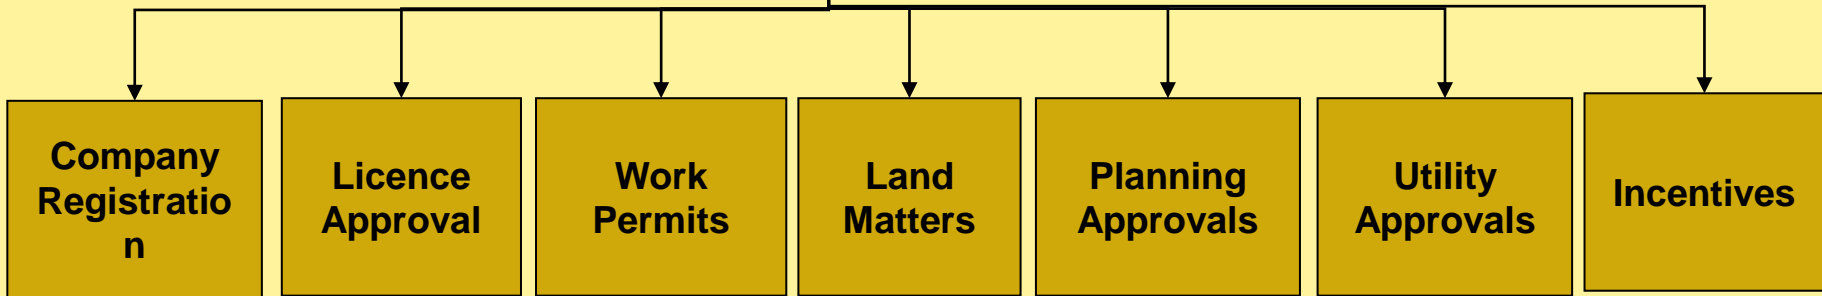 Company
Registratio
n
Licence
Approval
Work
Permits
Land
Matters
Planning
Approvals
Utility
Approvals
Incentives